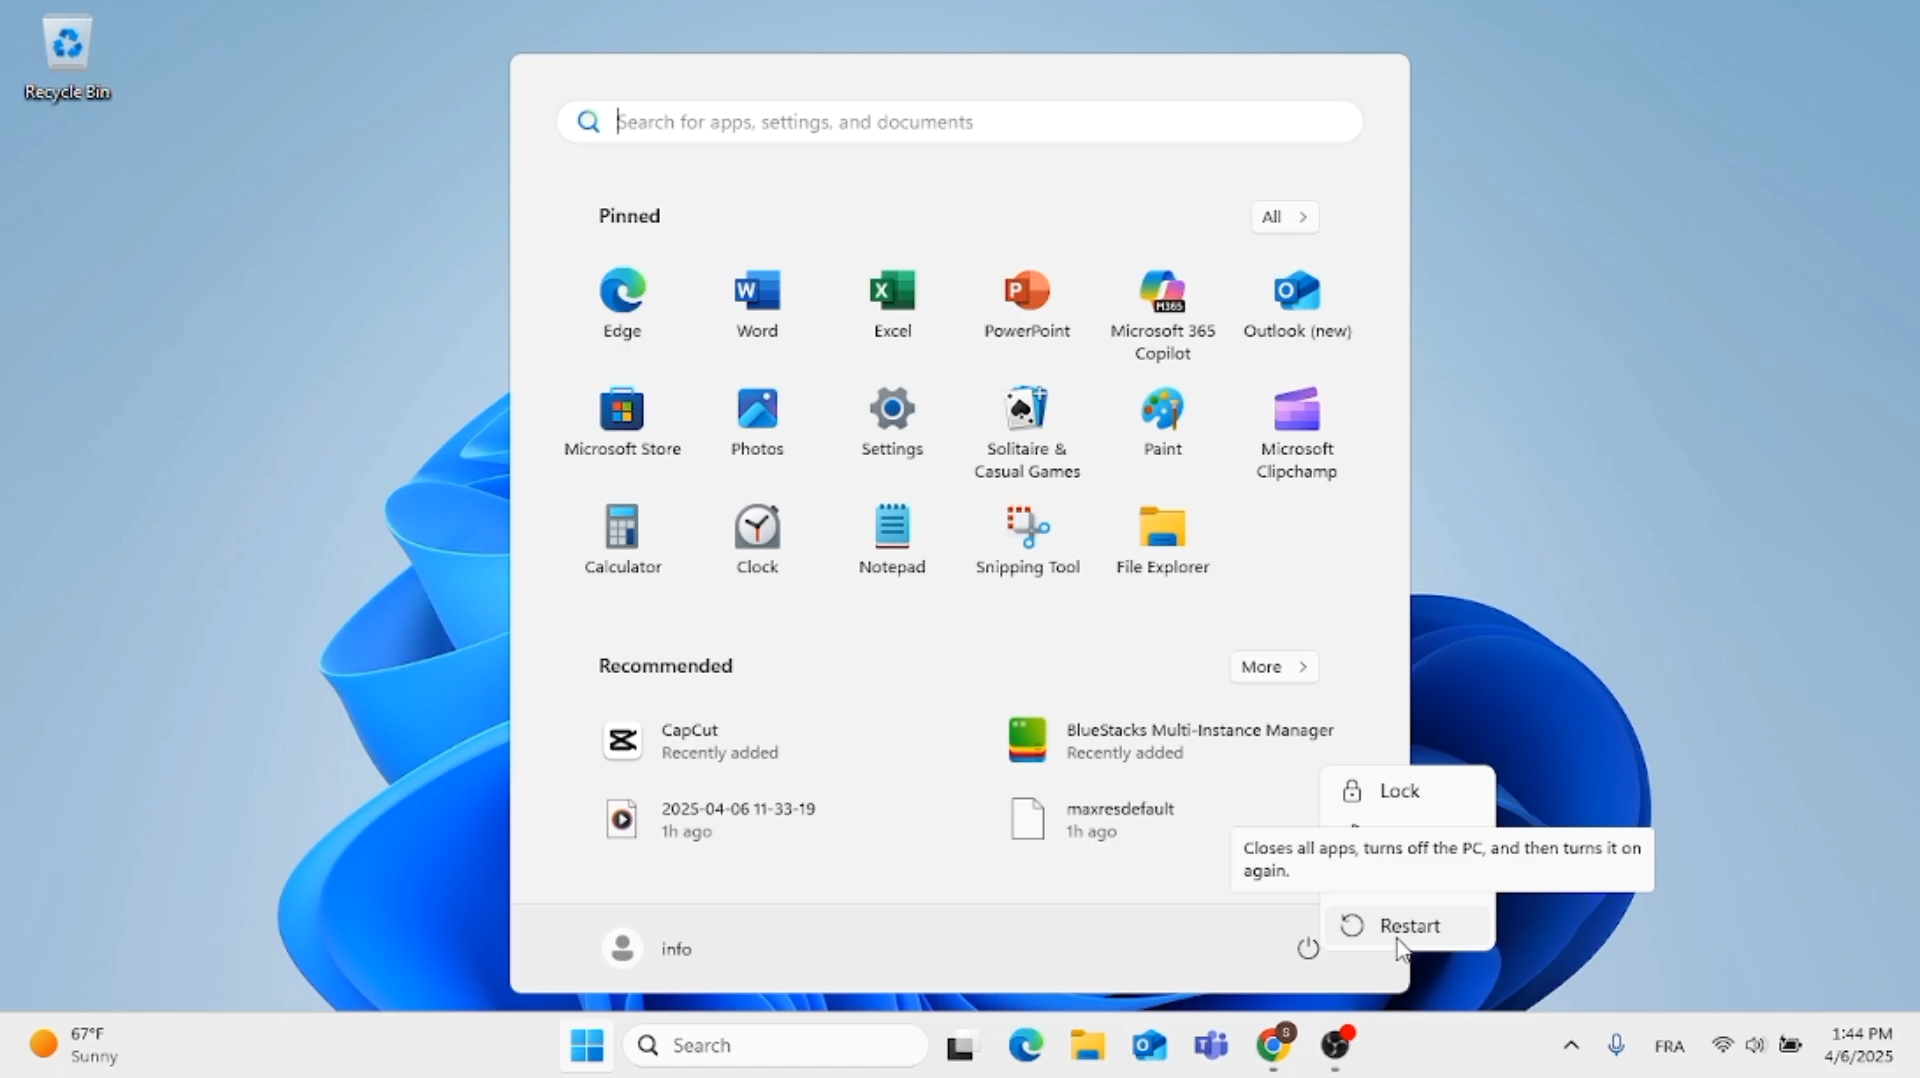 Recycle Bin
Search for apps, settings, and documents
Pinned
All
Edge
Word
Excel
PowerPoint
Microsoft 365
Copilot
Outlook (new)
Microsoft Store
Photos
Settings
Solitaire &
Casual Games
Paint
Microsoft
Clipchamp
Calculator
Clock
Notepad
Snipping Tool
File Explorer
Recommended
More
CapCut
Recently added
BlueStacks Multi-Instance Manager
Recently added
2025-04-06 11-33-19
1h ago
maxresdefault
1h ago
Lock
Closes all apps, turns off the PC, and then turns it on
again.
Restart
info
67°F
Sunny
Search
FRA
1:44 PM
4/6/2025
W
X
P
M365
O
O
T
S